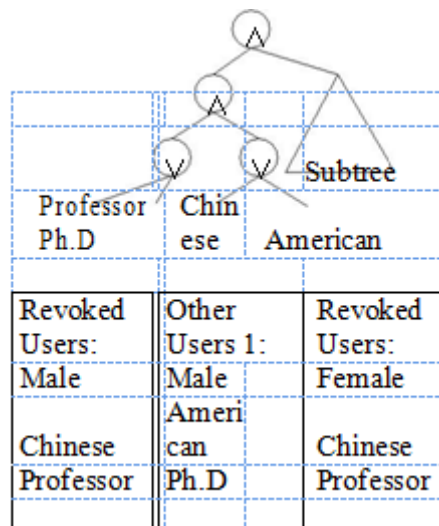 ∧
∧
∨ ∨
Subtree
Professor Chin
Ph.D ese American
Revoked Other Revoked
Users: Users 1: Users:
Male Male Female
Ameri
Chinese can Chinese
Professor Ph.D Professor